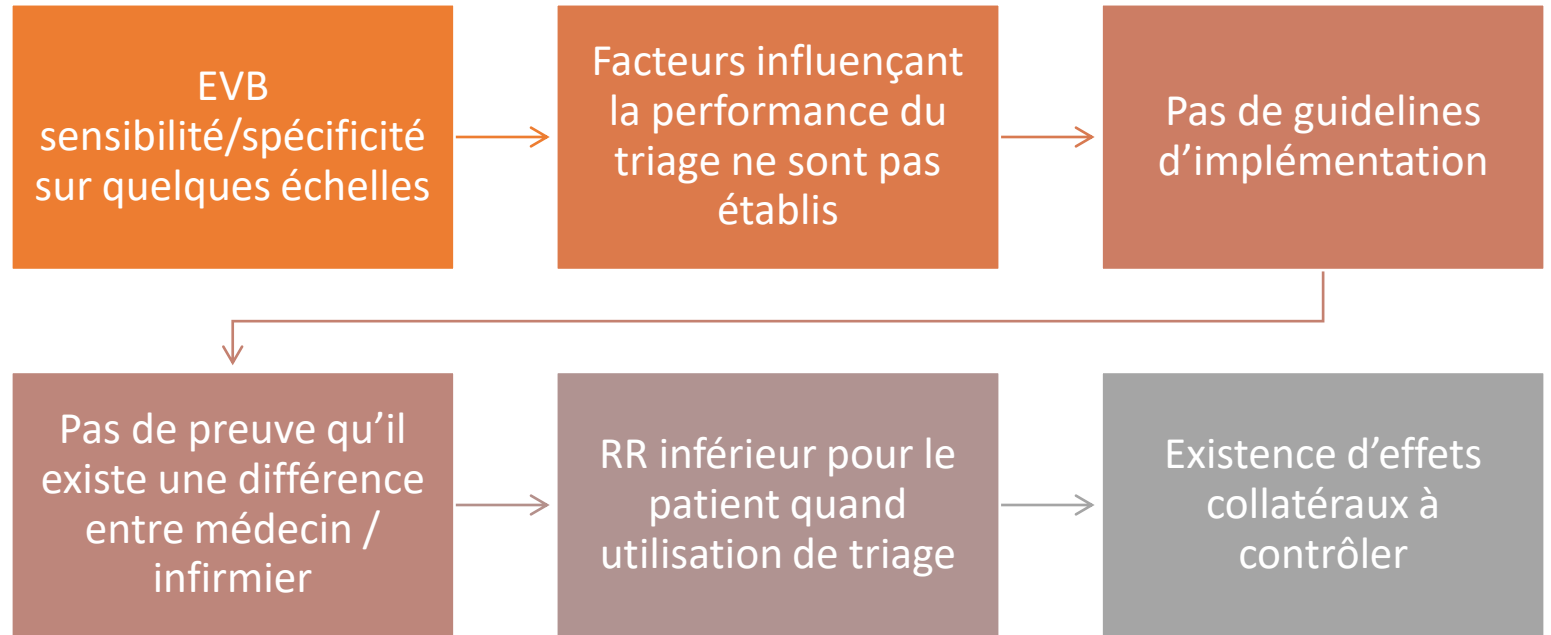 EVB
sensibilité/spécificité
sur quelques échelles
Facteurs influençant
la performance du
triage ne sont pas
établis
Pas de guidelines
d’implémentation
Pas de preuve qu’il
existe une différence
entre médecin /
infirmier
RR inférieur pour le
patient quand
utilisation de triage
Existence d’effets
collatéraux à
contrôler